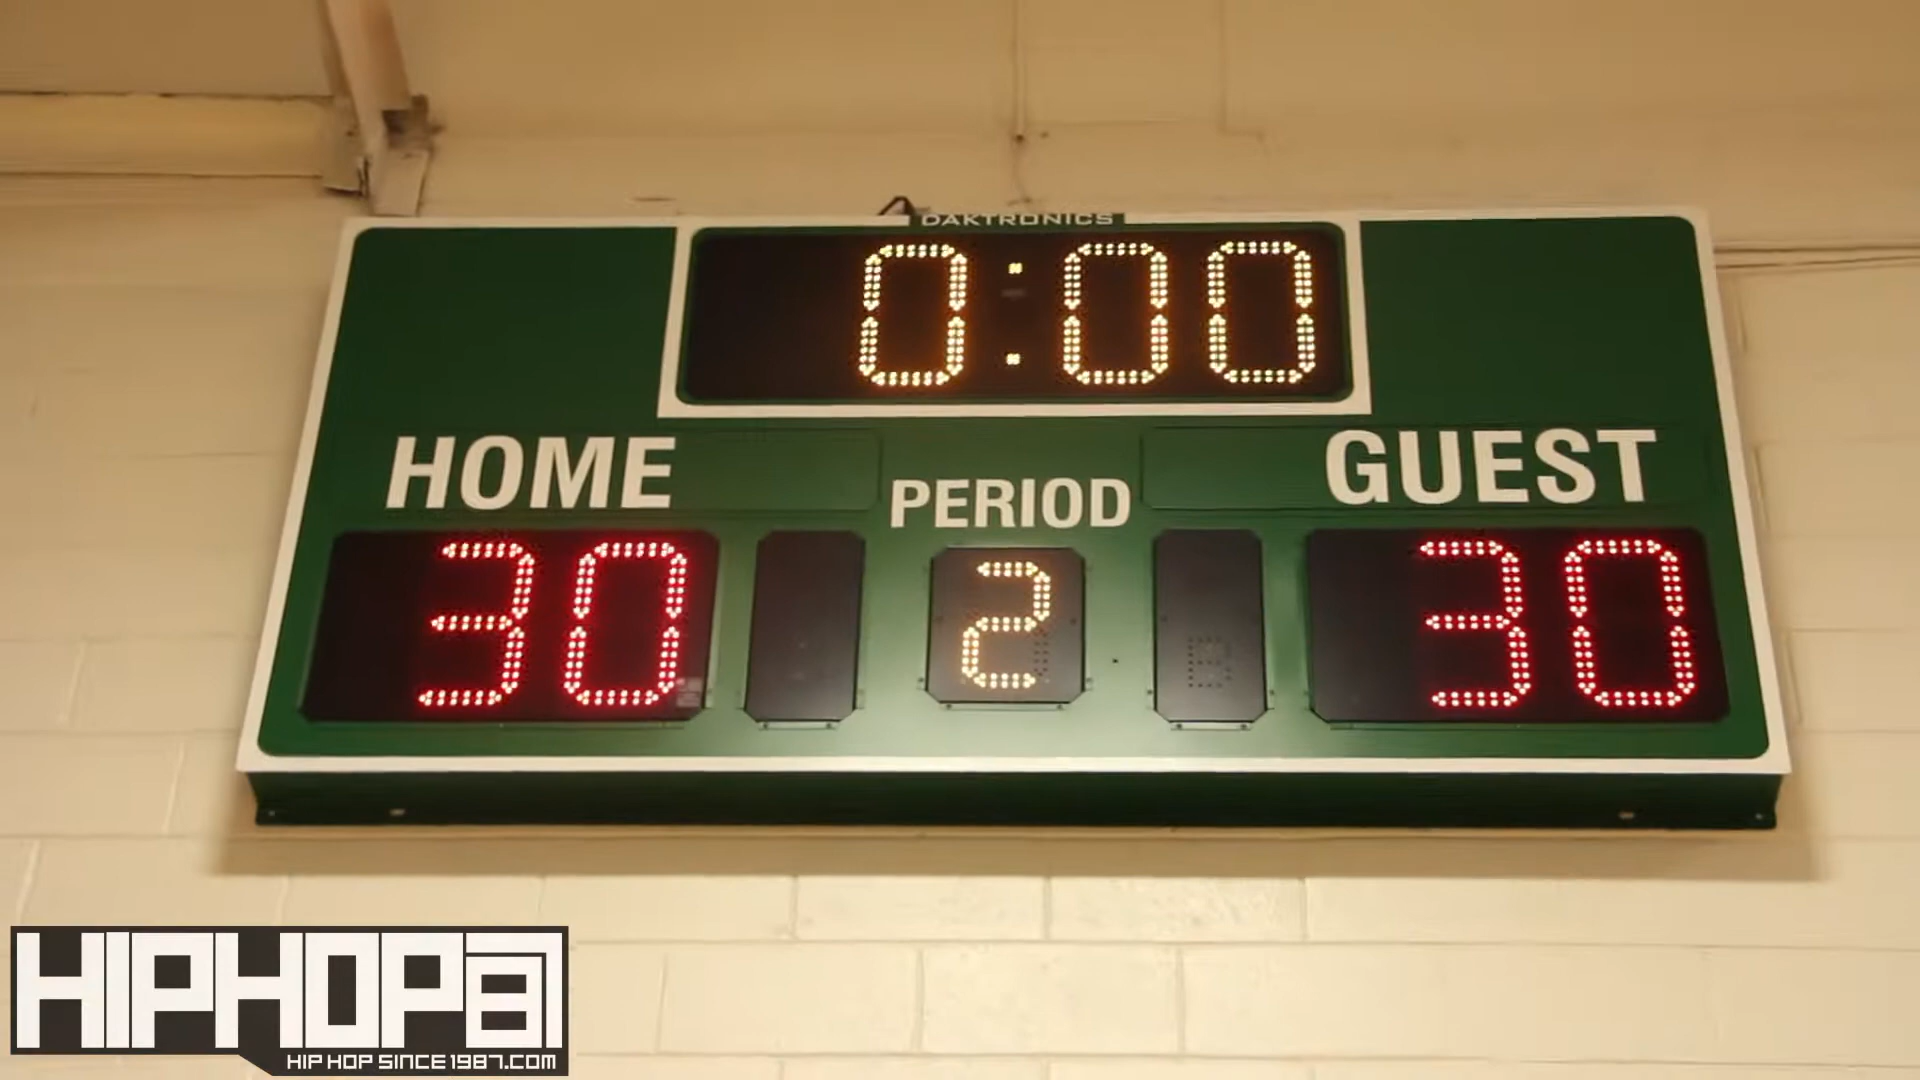 DAKTRONICS
0:00
HOME
PERIOD
GUEST
30
2
30
HIPHOP87
HIP HOP SINCE 1987.COM